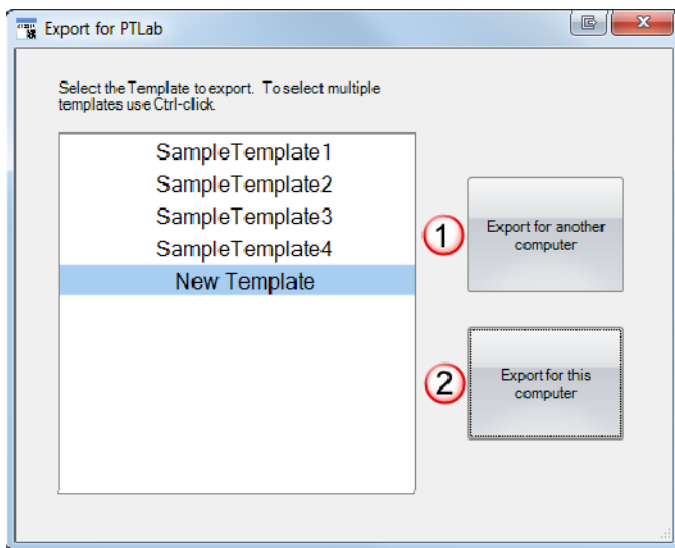 Export for PTLab
Select the Template to export. To select multiple
templates use Ctrl-click.
SampleTemplate1
SampleTemplate2
SampleTemplate3
SampleTemplate4
New Template
1
Export for another
computer
2
Export for this
computer